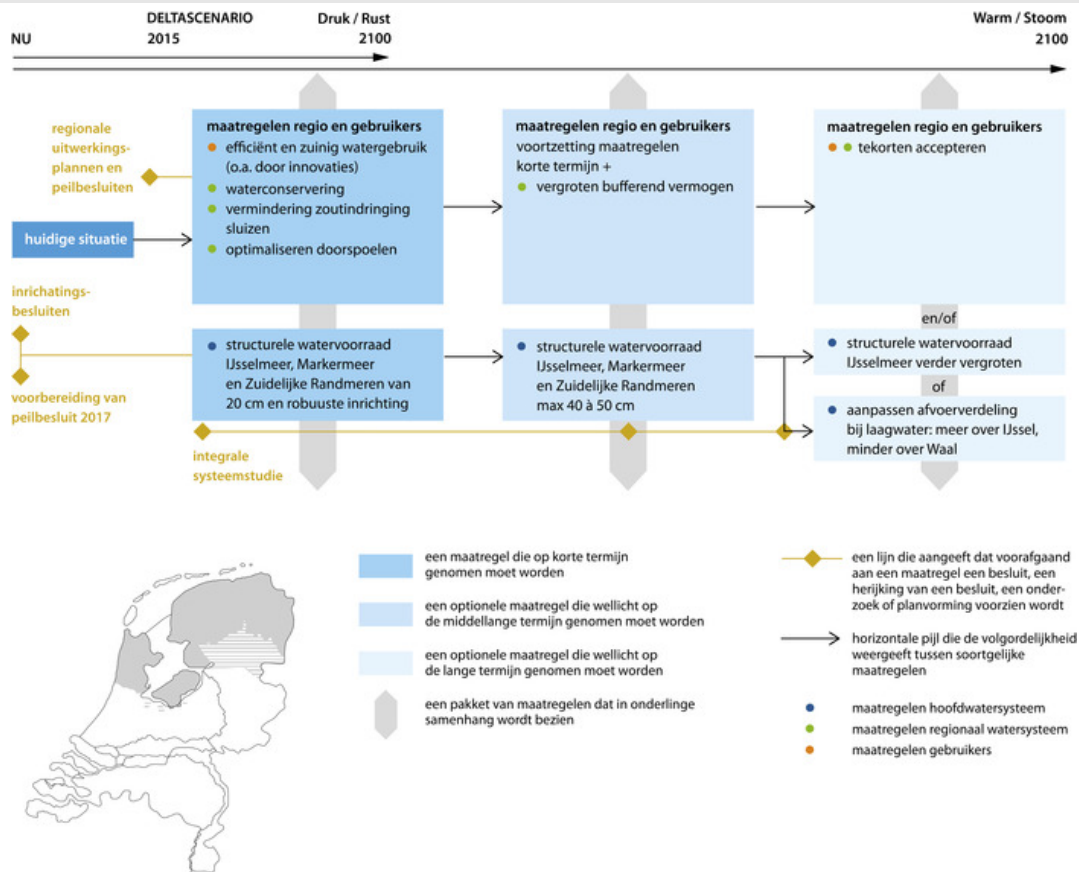 DELTASCENARIO
Druk / Rust
Warm / Stoom
NU
2015
2100
2100
regionale
uitwerkings-
plannen en
peilbesluiten
huidige situatie
inrichatings-
besluiten
voorbereiding van
peilbesluit 2017
maatregelen regio en gebruikers
efficiënt en zuinig watergebruik
(o.a. door innovaties)
waterconservering
vermindering zoutindringing
sluizen
optimaliseren doorspoelen
maatregelen regio en gebruikers
voortzetting maatregelen
korte termijn +
vergroten bufferend vermogen
maatregelen regio en gebruikers
tekorten accepteren
structurele watervoorraad
IJsselmeer, Markermeer
en Zuidelijke Randmeren van
20 cm en robuuste inrichting
structurele watervoorraad
IJsselmeer, Markermeer
en Zuidelijke Randmeren
max 40 à 50 cm
en/of
structurele watervoorraad
IJsselmeer verder vergroten
of
aanpassen afvoerverdeling
bij laagwater: meer over IJssel,
minder over Waal
integrale
systeemstudie
een maatregel die op korte termijn
genomen moet worden
een optionele maatregel die wellicht op
de middellange termijn genomen moet worden
een optionele maatregel die wellicht op
de lange termijn genomen moet worden
een pakket van maatregelen dat in onderlinge
samenhang wordt bezien
een lijn die aangeeft dat voorafgaand
aan een maatregel een besluit, een
herijking van een besluit, een onder-
zoek of planvorming voorzien wordt
horizontale pijl die de volgordelijkheid
weergeeft tussen soortgelijke
maatregelen
maatregelen hoofdwatersysteem
maatregelen regionaal watersysteem
maatregelen gebruikers